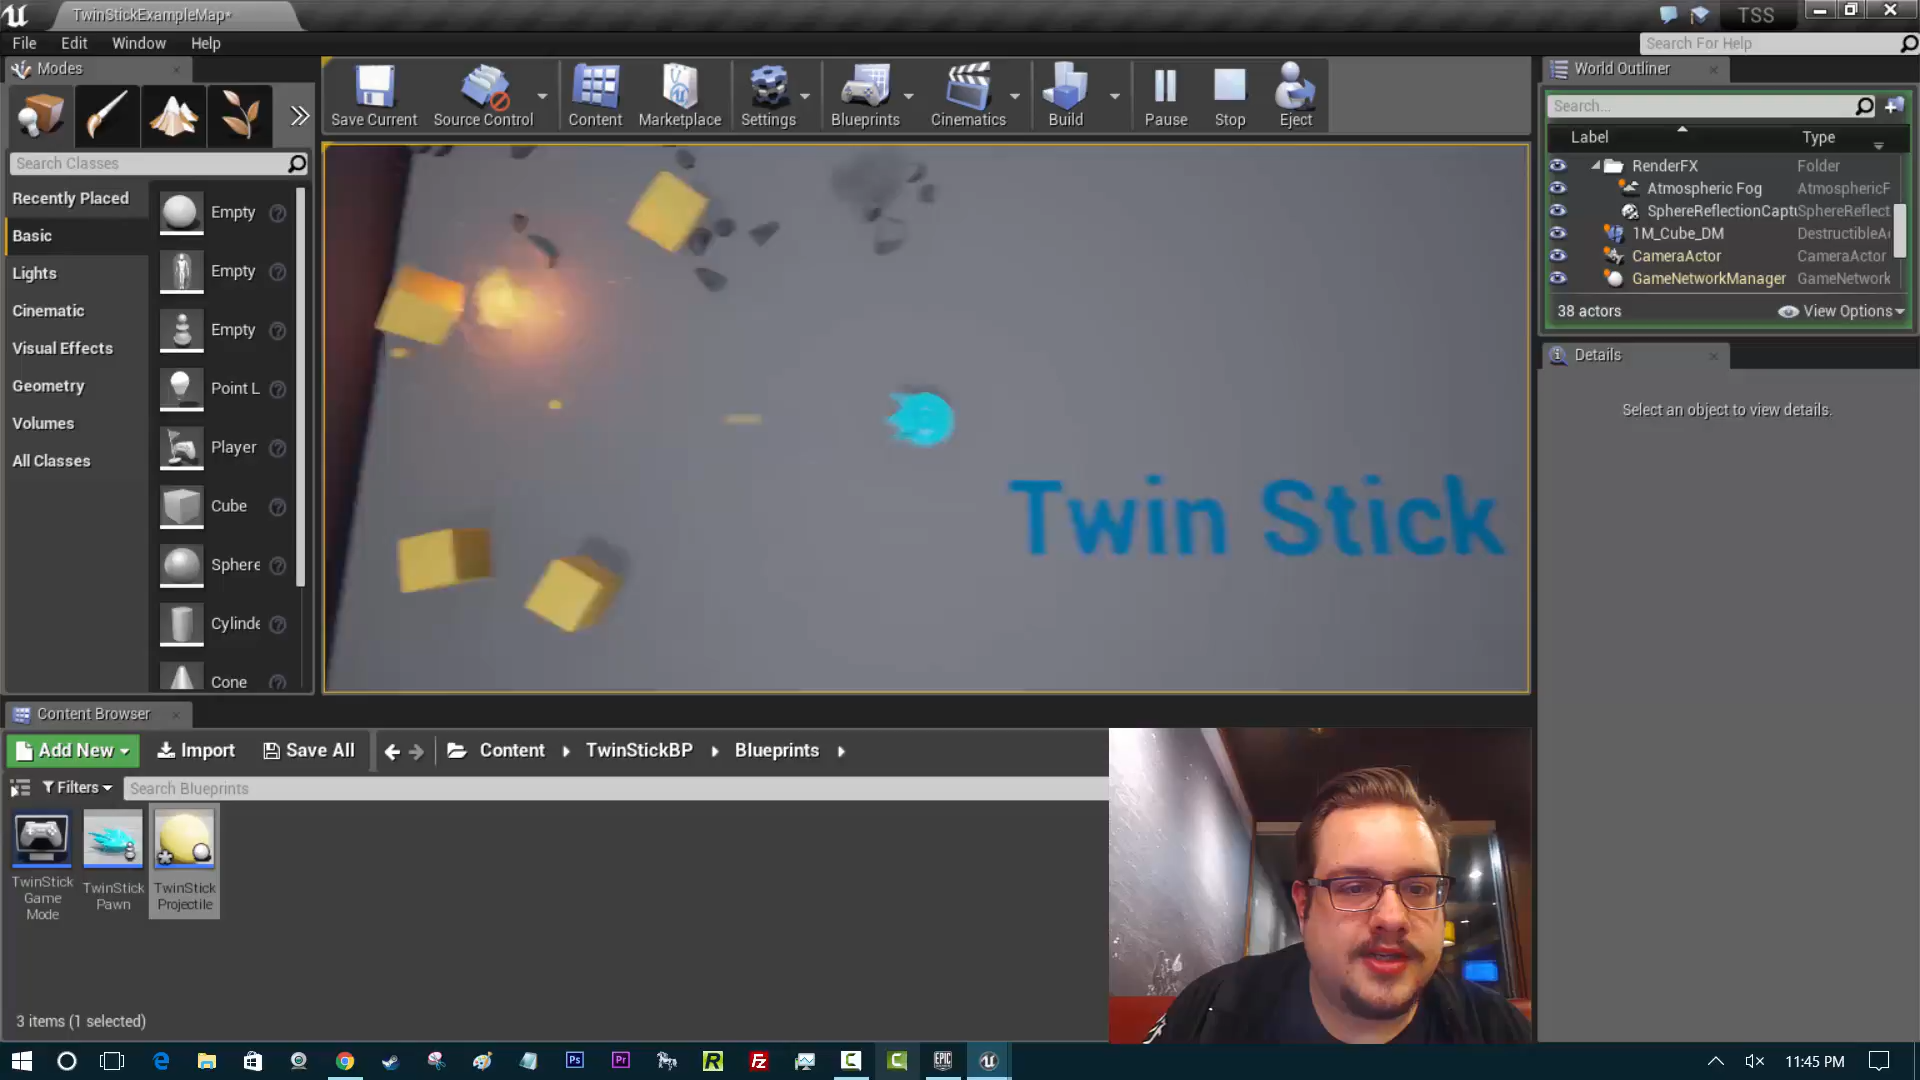 TwinStickExampleMap*
TSS
File Edit Window Help
Search For Help
Modes
Save Current
Source Control
Content
Marketplace
Settings
Blueprints
Cinematics
Build
Pause
Stop
Eject
World Outliner
Search...
Label Type
RenderFX Folder
Atmospheric Fog AtmosphericF
SphereReflectionCaptu SphereReflect
1M_Cube_DM DestructibleA
CameraActor CameraActor
GameNetworkManager GameNetwork
38 actors
View Options
Details
Select an object to view details.
Search Classes
Recently Placed
Basic
Lights
Cinematic
Visual Effects
Geometry
Volumes
All Classes
Empty
Empty
Empty
Point L
Player
Cube
Sphere
Cylinde
Cone
Twin Stick
Content Browser
Add New
Import
Save All
Content
TwinStickBP
Blueprints
Filters
Search Blueprints
TwinStick
Game
Mode
TwinStick
Pawn
TwinStick
Projectile
3 items (1 selected)
Ps
Pr
R
Fz
C
C
EPIC
11:45 PM